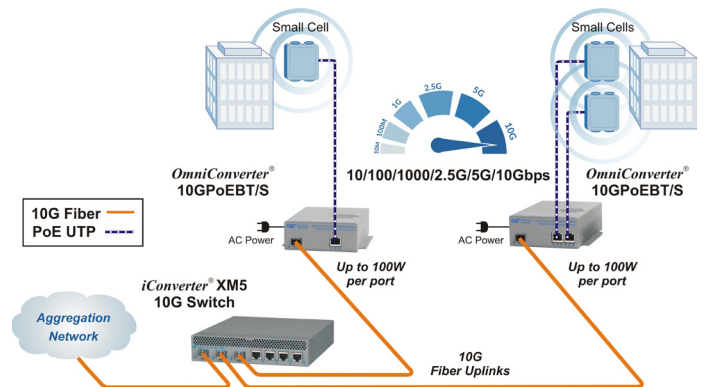 Small Cell
Small Cells
10M
100M
1G
2.5G
5G
10G
10/100/1000/2.5G/5G/10Gbps
OmniConverter®
10GPoEBT/S
OmniConverter®
10GPoEBT/S
10G Fiber
PoE UTP
AC Power
AC Power
Up to 100W
per port
Up to 100W
per port
iConverter® XM5
10G Switch
Aggregation
Network
10G
Fiber Uplinks